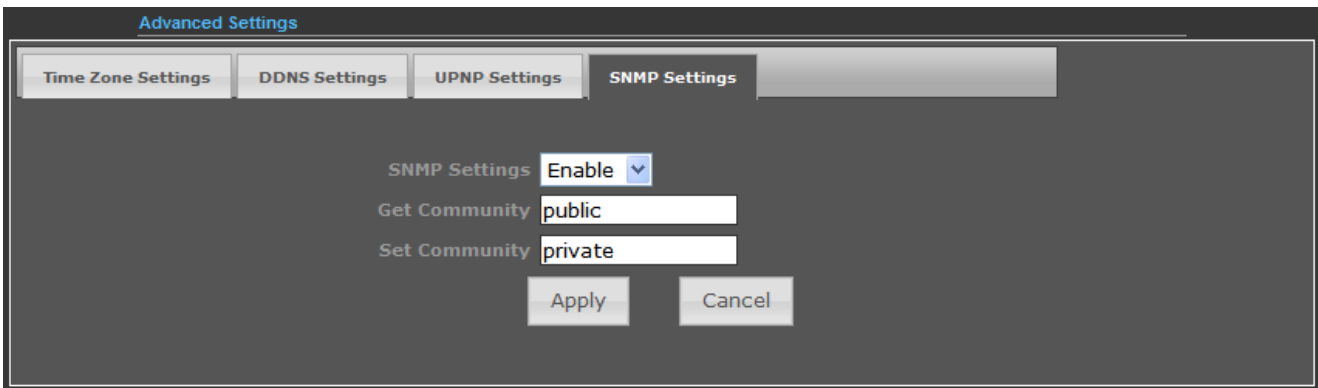 Advanced Settings
Time Zone Settings DDNS Settings UPNP Settings SNMP Settings
SNMP Settings Enable
Get Community public
Set Community private
Apply Cancel